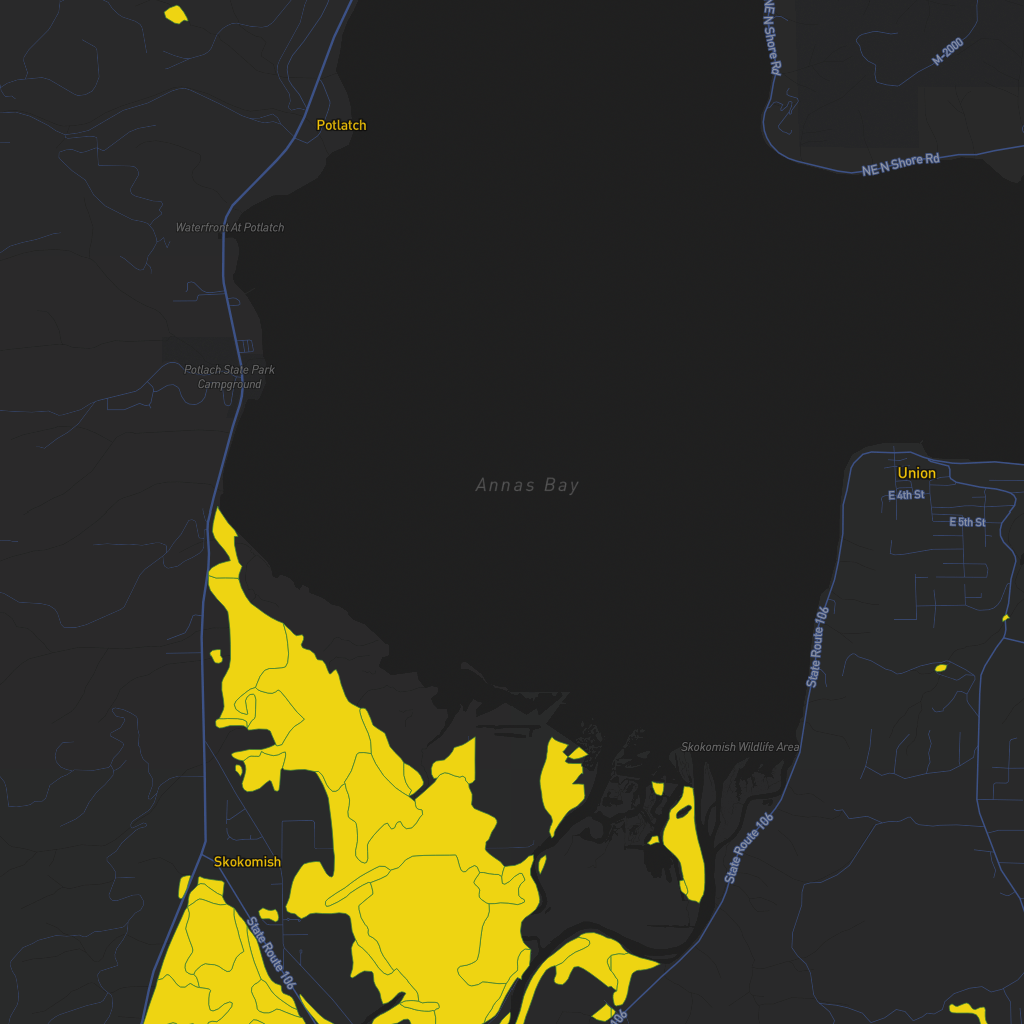 NE N Shore Rd
M-2000
Potlatch
NE N Shore Rd
Waterfront At Potlatch
Potlach State Park
Campground
Union
Annas Bay
E 4th St
E 5th St
State Route 106
Skokomish Wildlife Area
State Route 106
Skokomish
State Route 106
106